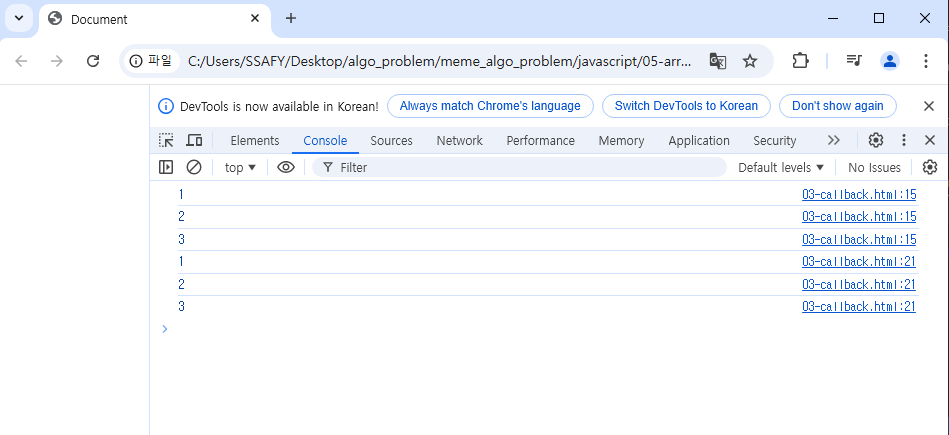 Document
파일 C:/Users/SSAFY/Desktop/algo_problem/meme_algo_problem/javascript/05-arr...
DevTools is now available in Korean! Always match Chrome's language Switch DevTools to Korean Don't show again
Elements Console Sources Network Performance Memory Application Security
top Filter Default levels No Issues
1 03-callback.html:15
2 03-callback.html:15
3 03-callback.html:15
1 03-callback.html:21
2 03-callback.html:21
3 03-callback.html:21